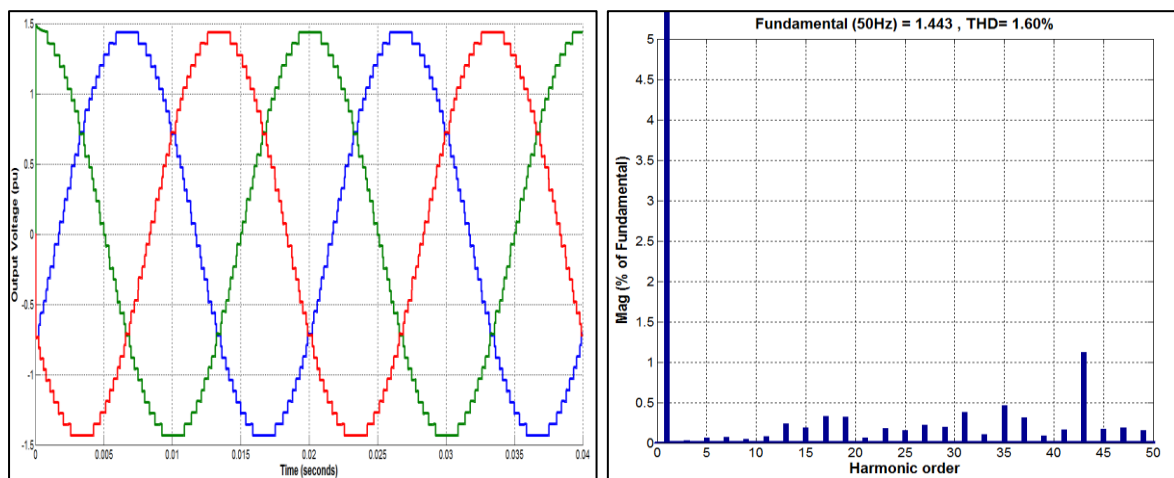 1.5
1
0.5
0
-0.5
-1
-1.5
Output Voltage (pu)
0 0.005 0.01 0.015 0.02 0.025 0.03 0.035 0.04
Time (seconds)
Fundamental (50Hz) = 1.443 , THD= 1.60%
5
4.5
4
3.5
3
2.5
2
1.5
1
0.5
0
Mag (% of Fundamental)
0 5 10 15 20 25 30 35 40 45 50
Harmonic order